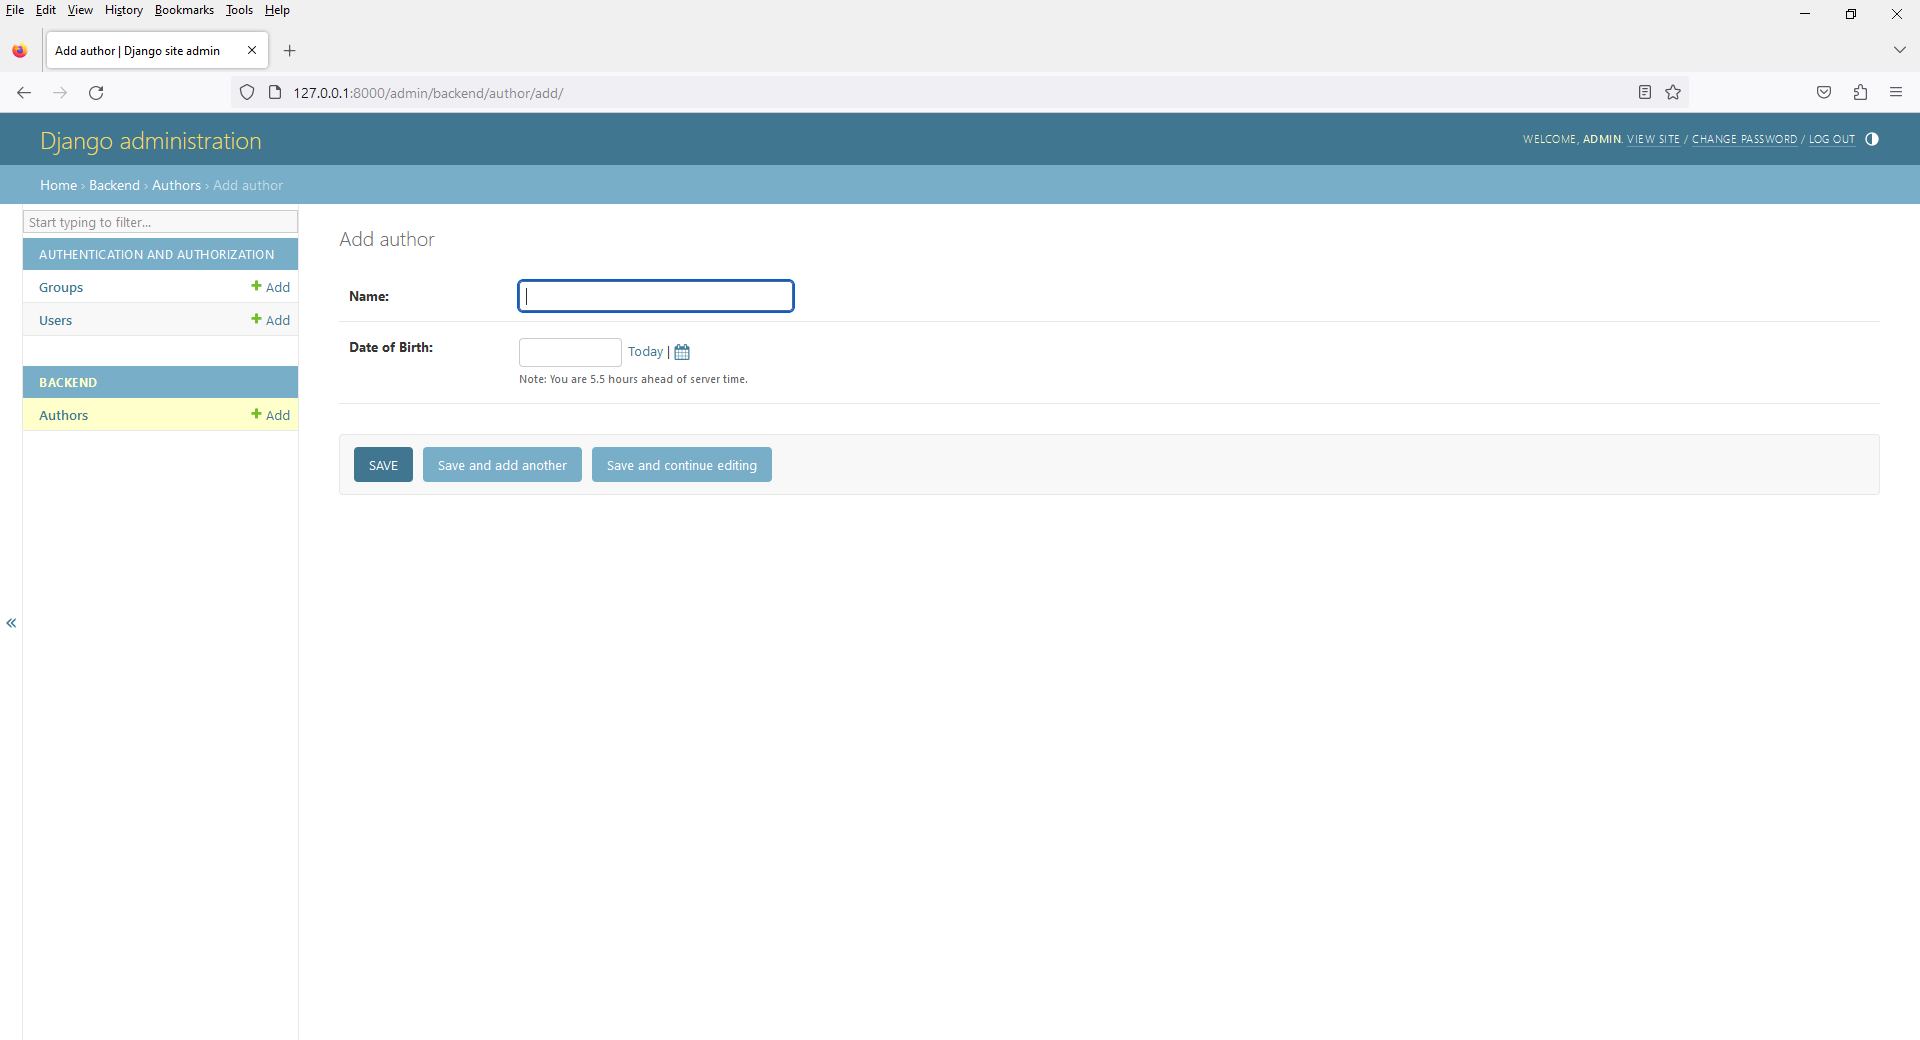 File Edit View History Bookmarks Tools Help
Add author | Django site admin
127.0.0.1:8000/admin/backend/author/add/
Django administration
WELCOME, ADMIN. VIEW SITE / CHANGE PASSWORD / LOG OUT
Home › Backend › Authors › Add author
Start typing to filter...
AUTHENTICATION AND AUTHORIZATION
Groups + Add
Users + Add
BACKEND
Authors + Add
Add author
Name:
Date of Birth:
Today |
Note: You are 5.5 hours ahead of server time.
SAVE Save and add another Save and continue editing
«